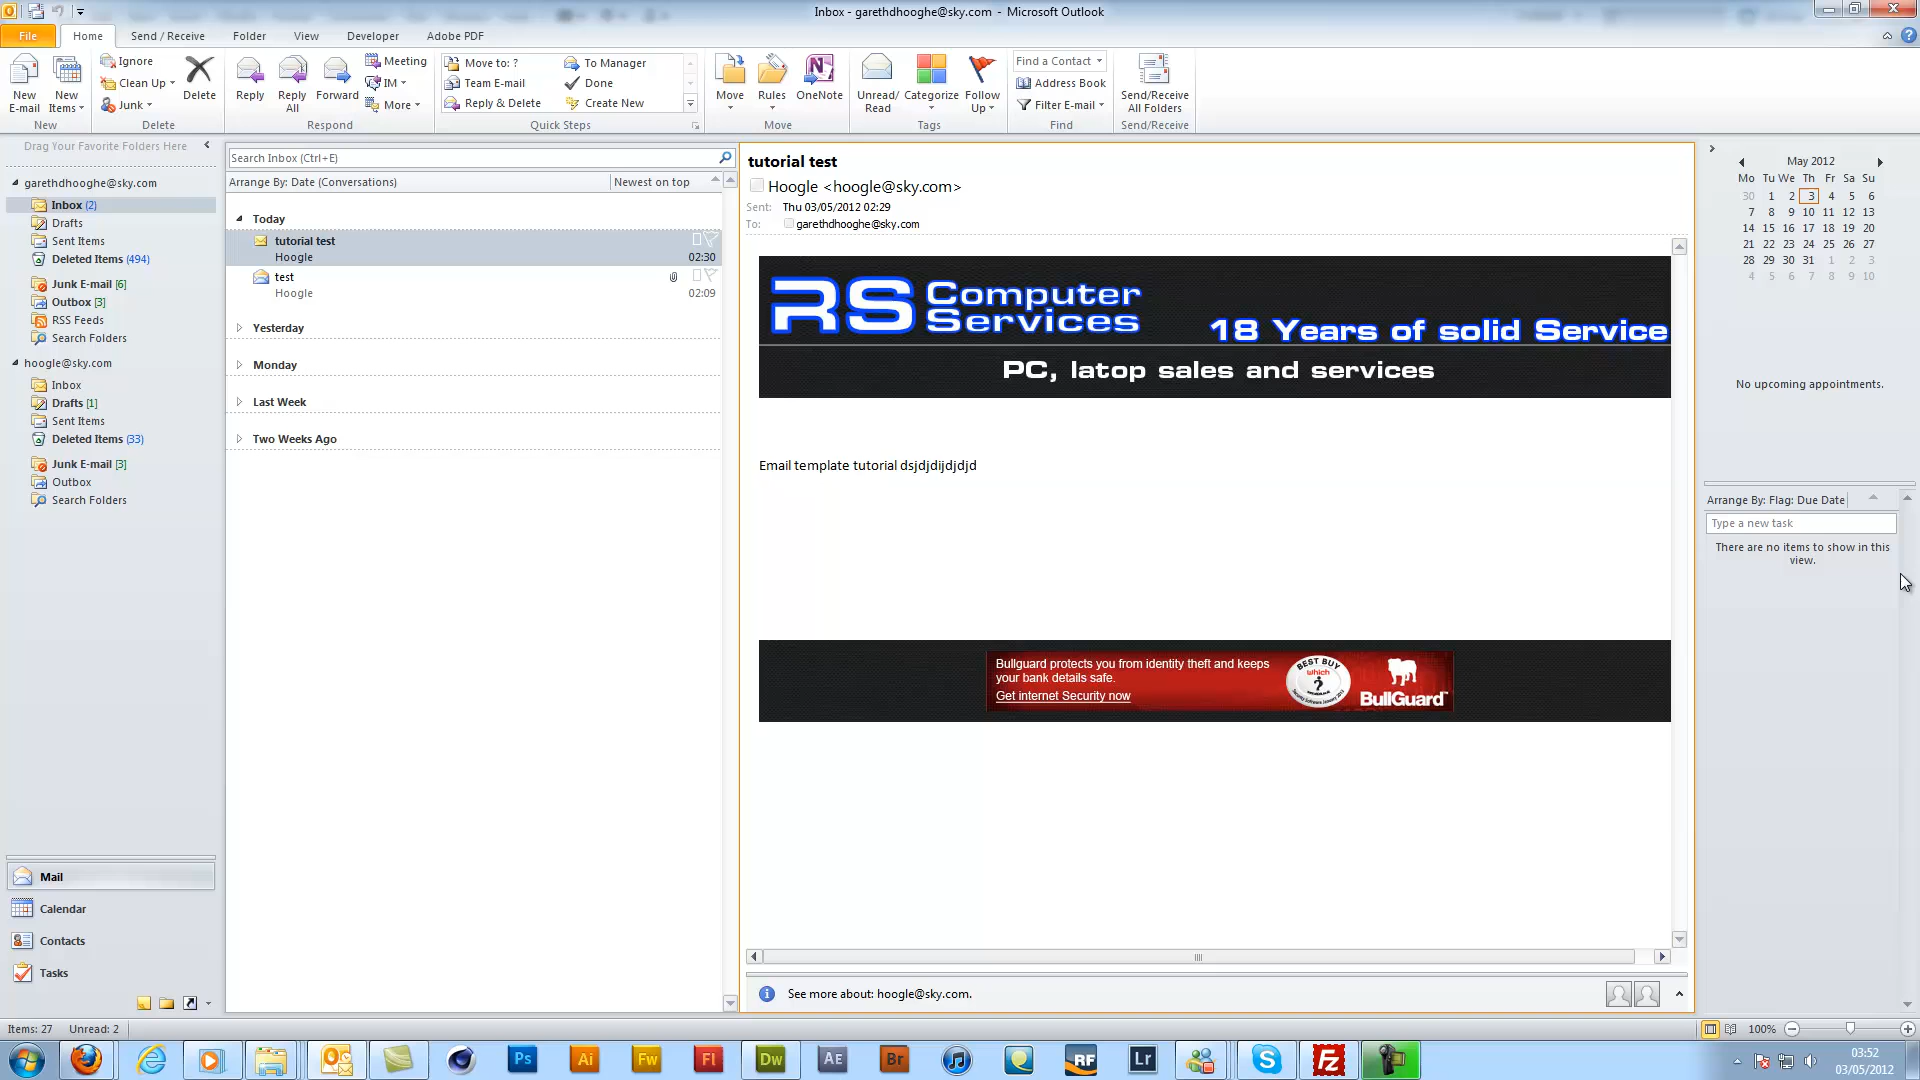 Inbox - garethdhooghe@sky.com - Microsoft Outlook
File Home Send / Receive Folder View Developer Adobe PDF
New E-mail
New Items
Ignore
Clean Up
Junk
Delete
Reply
Reply All
Forward
Meeting
IM
More
Move to: ?
Team E-mail
Reply & Delete
To Manager
Done
Create New
Move
Rules
OneNote
Unread/ Read
Categorize
Follow Up
Find a Contact
Address Book
Filter E-mail
Send/Receive All Folders
New Delete Respond Quick Steps Move Tags Find Send/Receive
Drag Your Favorite Folders Here
garethdhooghe@sky.com
Inbox (2)
Drafts
Sent Items
Deleted Items (494)
Junk E-mail [6]
Outbox [3]
RSS Feeds
Search Folders
hoogle@sky.com
Inbox
Drafts [1]
Sent Items
Deleted Items (33)
Junk E-mail [3]
Outbox
Search Folders
Mail
Calendar
Contacts
Tasks
Search Inbox (Ctrl+E)
Arrange By: Date (Conversations) Newest on top
Today
tutorial test
Hoogle 02:30
test
Hoogle 02:09
Yesterday
Monday
Last Week
Two Weeks Ago
tutorial test
Hoogle <hoogle@sky.com>
Sent: Thu 03/05/2012 02:29
To: garethdhooghe@sky.com
RS Computer Services
18 Years of solid Service
PC, latop sales and services
Email template tutorial dsjdjdijdjdjd
Bullguard protects you from identity theft and keeps
your bank details safe.
Get internet Security now
BEST BUY
which
BullGuard
See more about: hoogle@sky.com.
May 2012
Mo Tu We Th Fr Sa Su
30 1 2 3 4 5 6
7 8 9 10 11 12 13
14 15 16 17 18 19 20
21 22 23 24 25 26 27
28 29 30 31 1 2 3
4 5 6 7 8 9 10
No upcoming appointments.
Arrange By: Flag: Due Date
Type a new task
There are no items to show in this
view.
Items: 27 Unread: 2
100%
Ps Ai Fw Fl Dw AE Br .RF Lr S FZ
03:52
03/05/2012